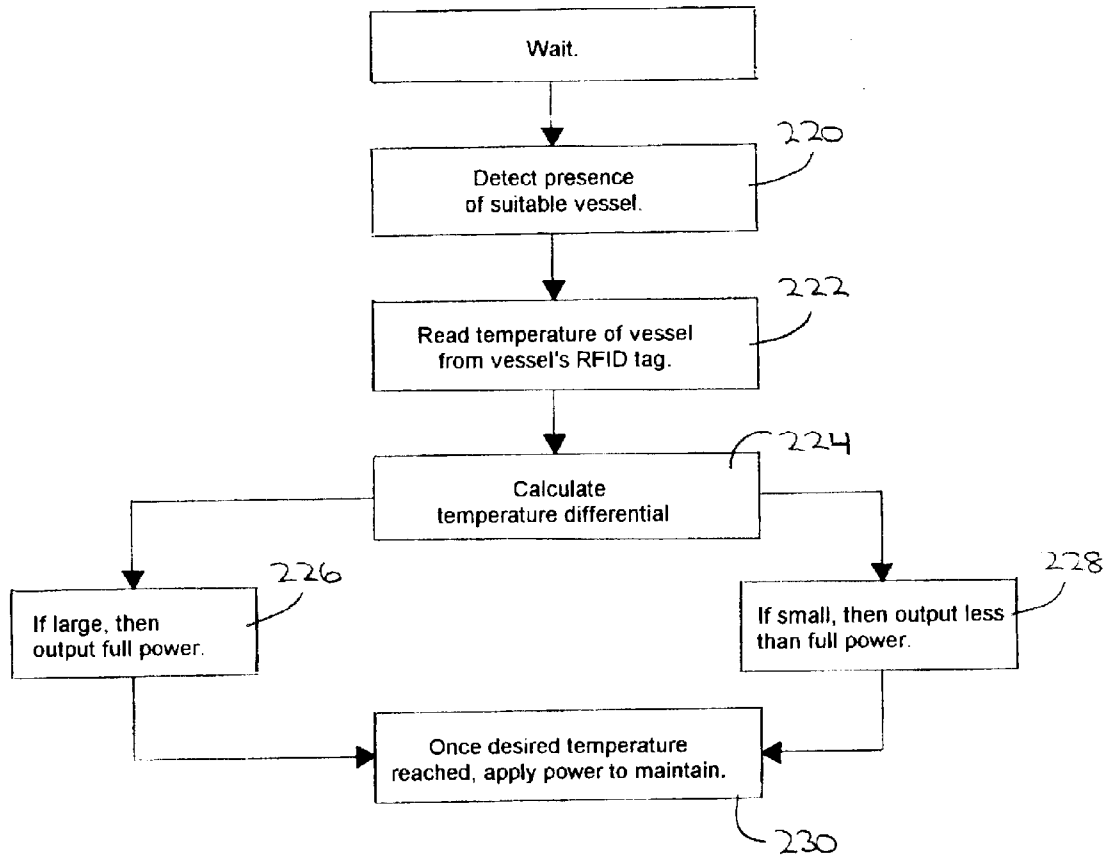 Wait.
220
Detect presence
of suitable vessel.
222
Read temperature of vessel
from vessel's RFID tag.
224
Calculate
temperature differential
226
If large, then
output full power.
228
If small, then output less
than full power.
Once desired temperature
reached, apply power to maintain.
230